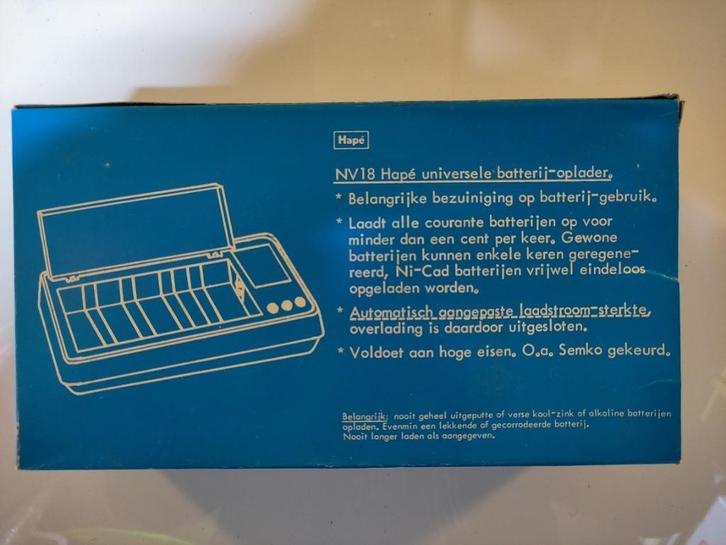 Hapé
NV18 Hapé universele batterij-oplader.
* Belangrijke bezuiniging op batterij-gebruik.
* Laadt alle courante batterijen op voor
minder dan een cent per keer. Gewone
batterijen kunnen enkele keren geregene-
reerd, Ni-Cad batterijen vrijwel eindeloos
opgeladen worden.
* Automatisch aangepaste laadstroom-sterkte,
overlading is daardoor uitgesloten.
* Voldoet aan hoge eisen. O.a. Semko gekeurd.
Belangrijk: nooit geheel uitgeputte of verse kool-zink of alkaline batterijen
opladen. Evenmin een lekkende of gecorrodeerde batterij.
Nooit langer laden als aangegeven.